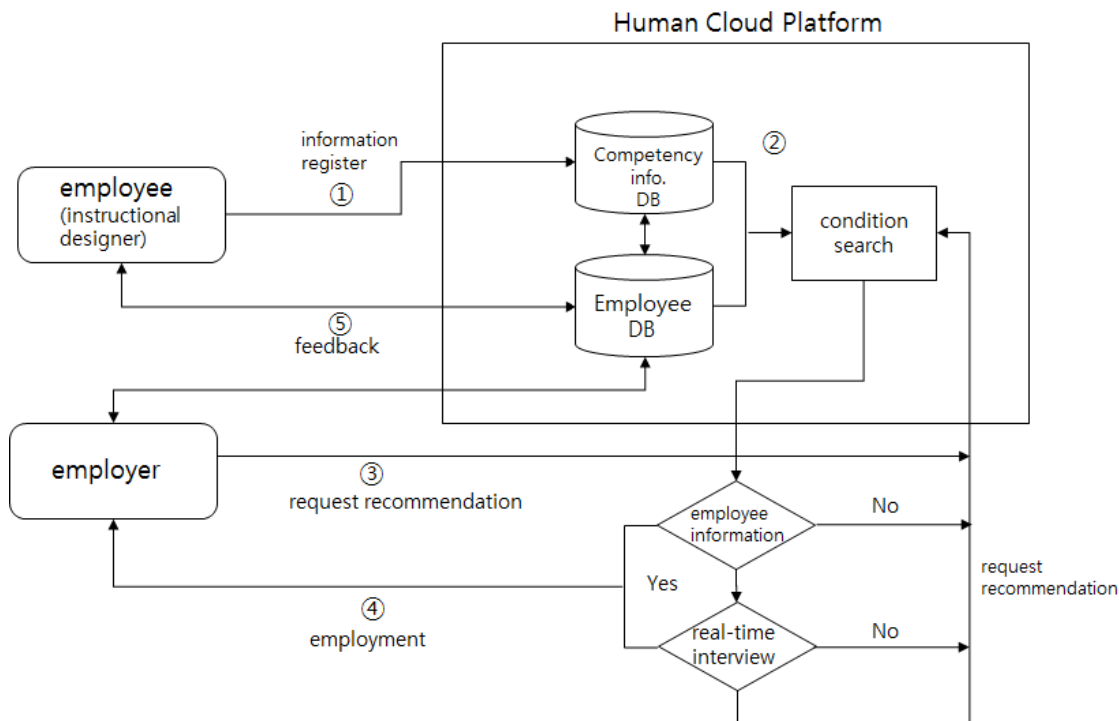 Human Cloud Platform
information
register
①
employee
(instructional
designer)
Competency
info.
DB
②
condition
search
Employee
DB
⑤
feedback
employer
③
request recommendation
employee
information
No
Yes
request
recommendation
④
employment
real-time
interview
No